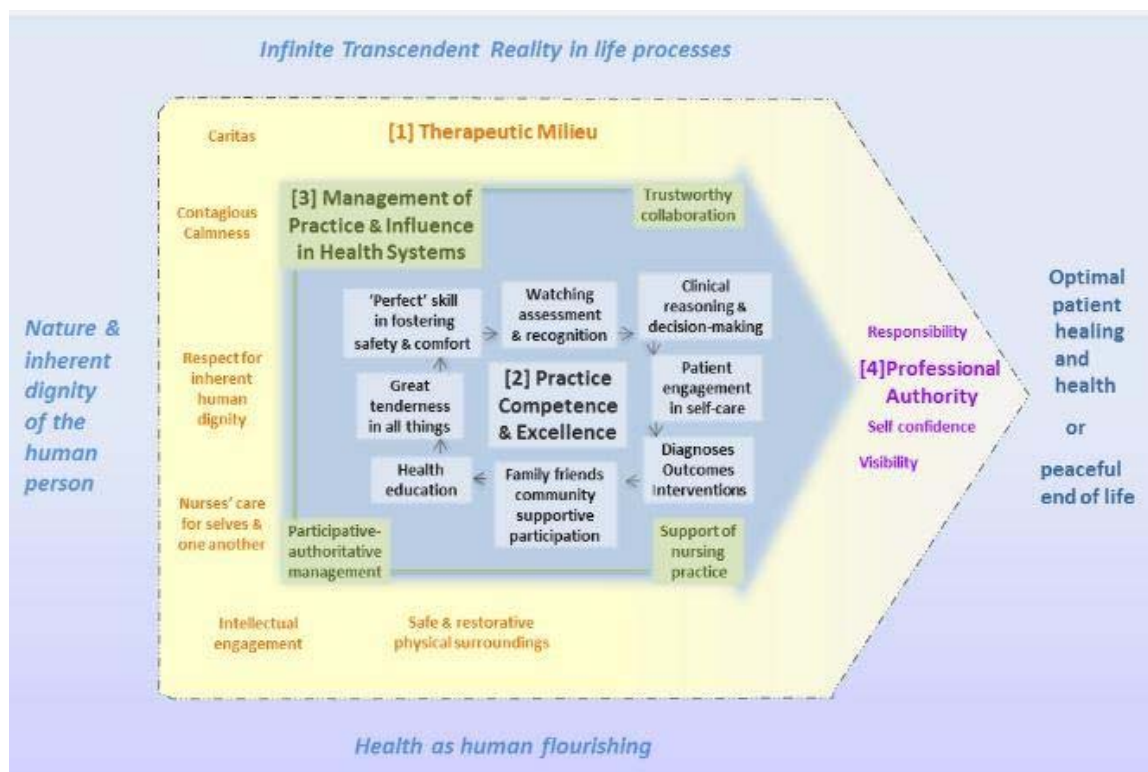 Infinite Transcendent Reality in life processes
Caritas
[1] Therapeutic Milieu
[3] Management of
Practice & Influence
in Health Systems
Trustworthy
collaboration
Contagious
Calmness
'Perfect' skill
in fostering
safety & comfort
Watching
assessment
& recognition
Clinical
reasoning &
decision-making
Nature &
inherent
dignity
of the
human
person
Respect for
inherent
human
dignity
Great
tenderness
in all things
[2] Practice
Competence
& Excellence
Patient
engagement
in self-care
Responsibility
[4]Professional
Authority
Self confidence
Visibility
Optimal
patient
healing
and
health
or
peaceful
end of life
Health
education
Family friends
community
supportive
participation
Diagnoses
Outcomes
Interventions
Nurses' care
for selves &
one another
Participative-
authoritative
management
Support of
nursing
practice
Intellectual
engagement
Safe & restorative
physical surroundings
Health as human flourishing